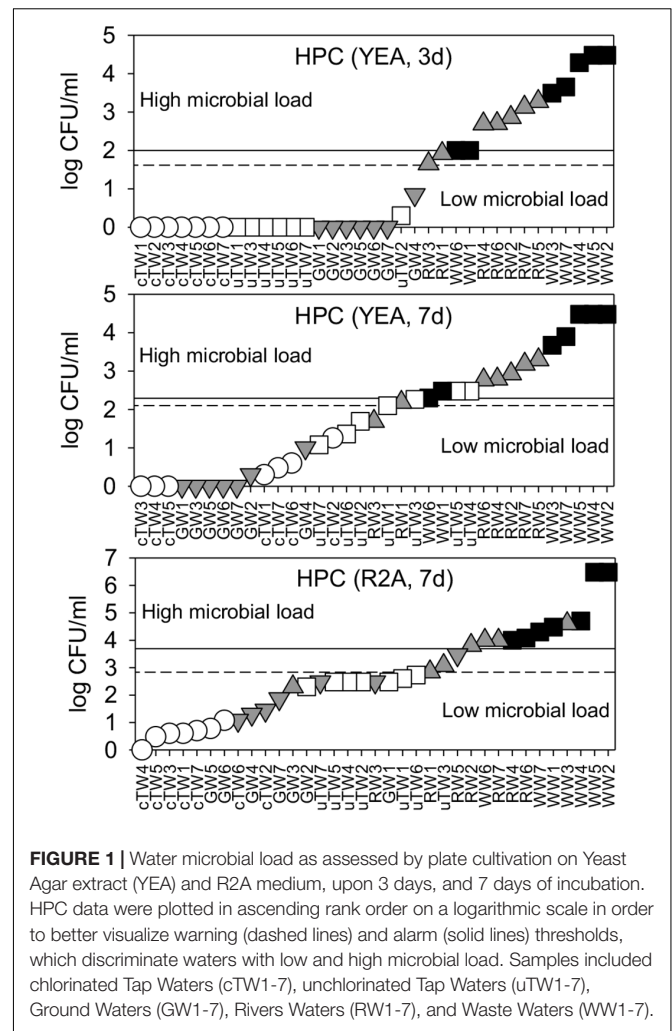 HPC (YEA, 3d)
High microbial load
Low microbial load
log CFU/ml
5
4
3
2
1
0
cTW1
cTW2
cTW3
cTW4
cTW5
cTW6
cTW7
uTW1
uTW3
uTW4
uTW5
uTW6
uTW7
GW1
GW2
GW3
GW5
GW6
GW7
uTW2
GW4
RW3
RW1
WW6
WW1
RW4
RW6
RW2
RW7
RW5
WW3
WW7
WW4
WW5
WW2
HPC (YEA, 7d)
High microbial load
Low microbial load
log CFU/ml
5
4
3
2
1
0
cTW3
cTW4
cTW5
GW1
GW3
GW5
GW6
GW7
GW2
cTW1
cTW7
cTW6
GW4
uTW7
cTW2
uTW6
uTW2
RW3
uTW1
RW1
uTW3
WW6
WW1
uTW5
uTW4
RW6
RW4
RW2
RW7
RW5
WW3
WW7
WW5
WW4
WW2
HPC (R2A, 7d)
High microbial load
Low microbial load
log CFU/ml
7
6
5
4
3
2
1
0
cTW4
cTW5
cTW3
cTW1
cTW7
GW5
GW6
cTW6
GW4
cTW2
GW7
GW3
GW2
uTW7
uTW5
uTW4
uTW2
RW3
GW1
uTW1
uTW6
RW1
uTW3
RW5
RW2
WW6
RW7
RW4
RW6
WW7
WW1
WW3
WW4
WW5
WW2
FIGURE 1 | Water microbial load as assessed by plate cultivation on Yeast
Agar extract (YEA) and R2A medium, upon 3 days, and 7 days of incubation.
HPC data were plotted in ascending rank order on a logarithmic scale in order
to better visualize warning (dashed lines) and alarm (solid lines) thresholds,
which discriminate waters with low and high microbial load. Samples included
chlorinated Tap Waters (cTW1-7), unchlorinated Tap Waters (uTW1-7),
Ground Waters (GW1-7), Rivers Waters (RW1-7), and Waste Waters (WW1-7).